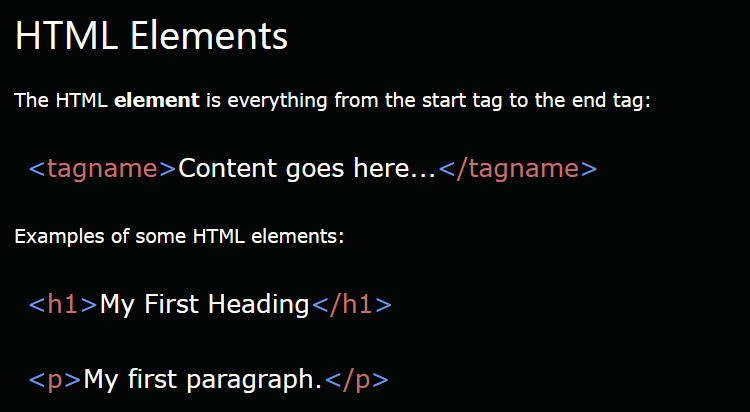 HTML Elements
The HTML element is everything from the start tag to the end tag:
<tagname>Content goes here...</tagname>
Examples of some HTML elements:
<h1>My First Heading</h1>
<p>My first paragraph.</p>